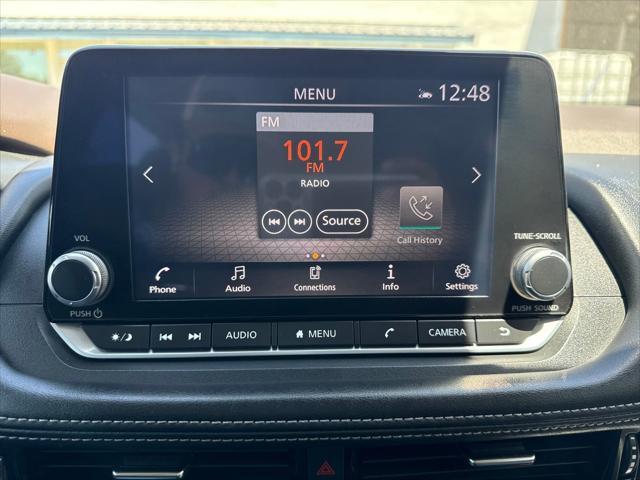 MENU 12:48
FM
101.7
FM
RADIO
Source
Call History
VOL
TUNE•SCROLL
Phone Audio Connections Info Settings
PUSH
PUSH SOUND
AUDIO MENU CAMERA